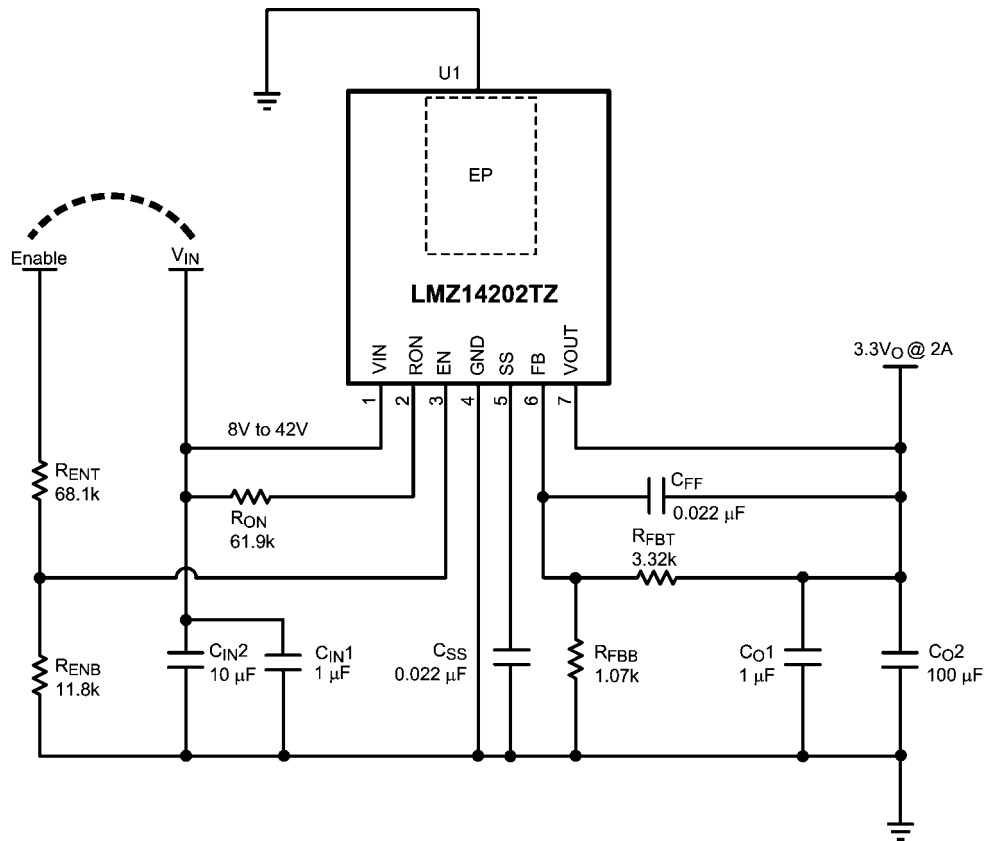 U1
EP
LMZ14202TZ
VIN
RON
EN
GND
SS
FB
VOUT
1
2
3
4
5
6
7
Enable
VIN
8V to 42V
3.3VO @ 2A
RENT
68.1k
RON
61.9k
CFF
0.022 µF
RFBT
3.32k
RENB
11.8k
CIN2
10 µF
CIN1
1 µF
CSS
0.022 µF
RFBB
1.07k
CO1
1 µF
CO2
100 µF